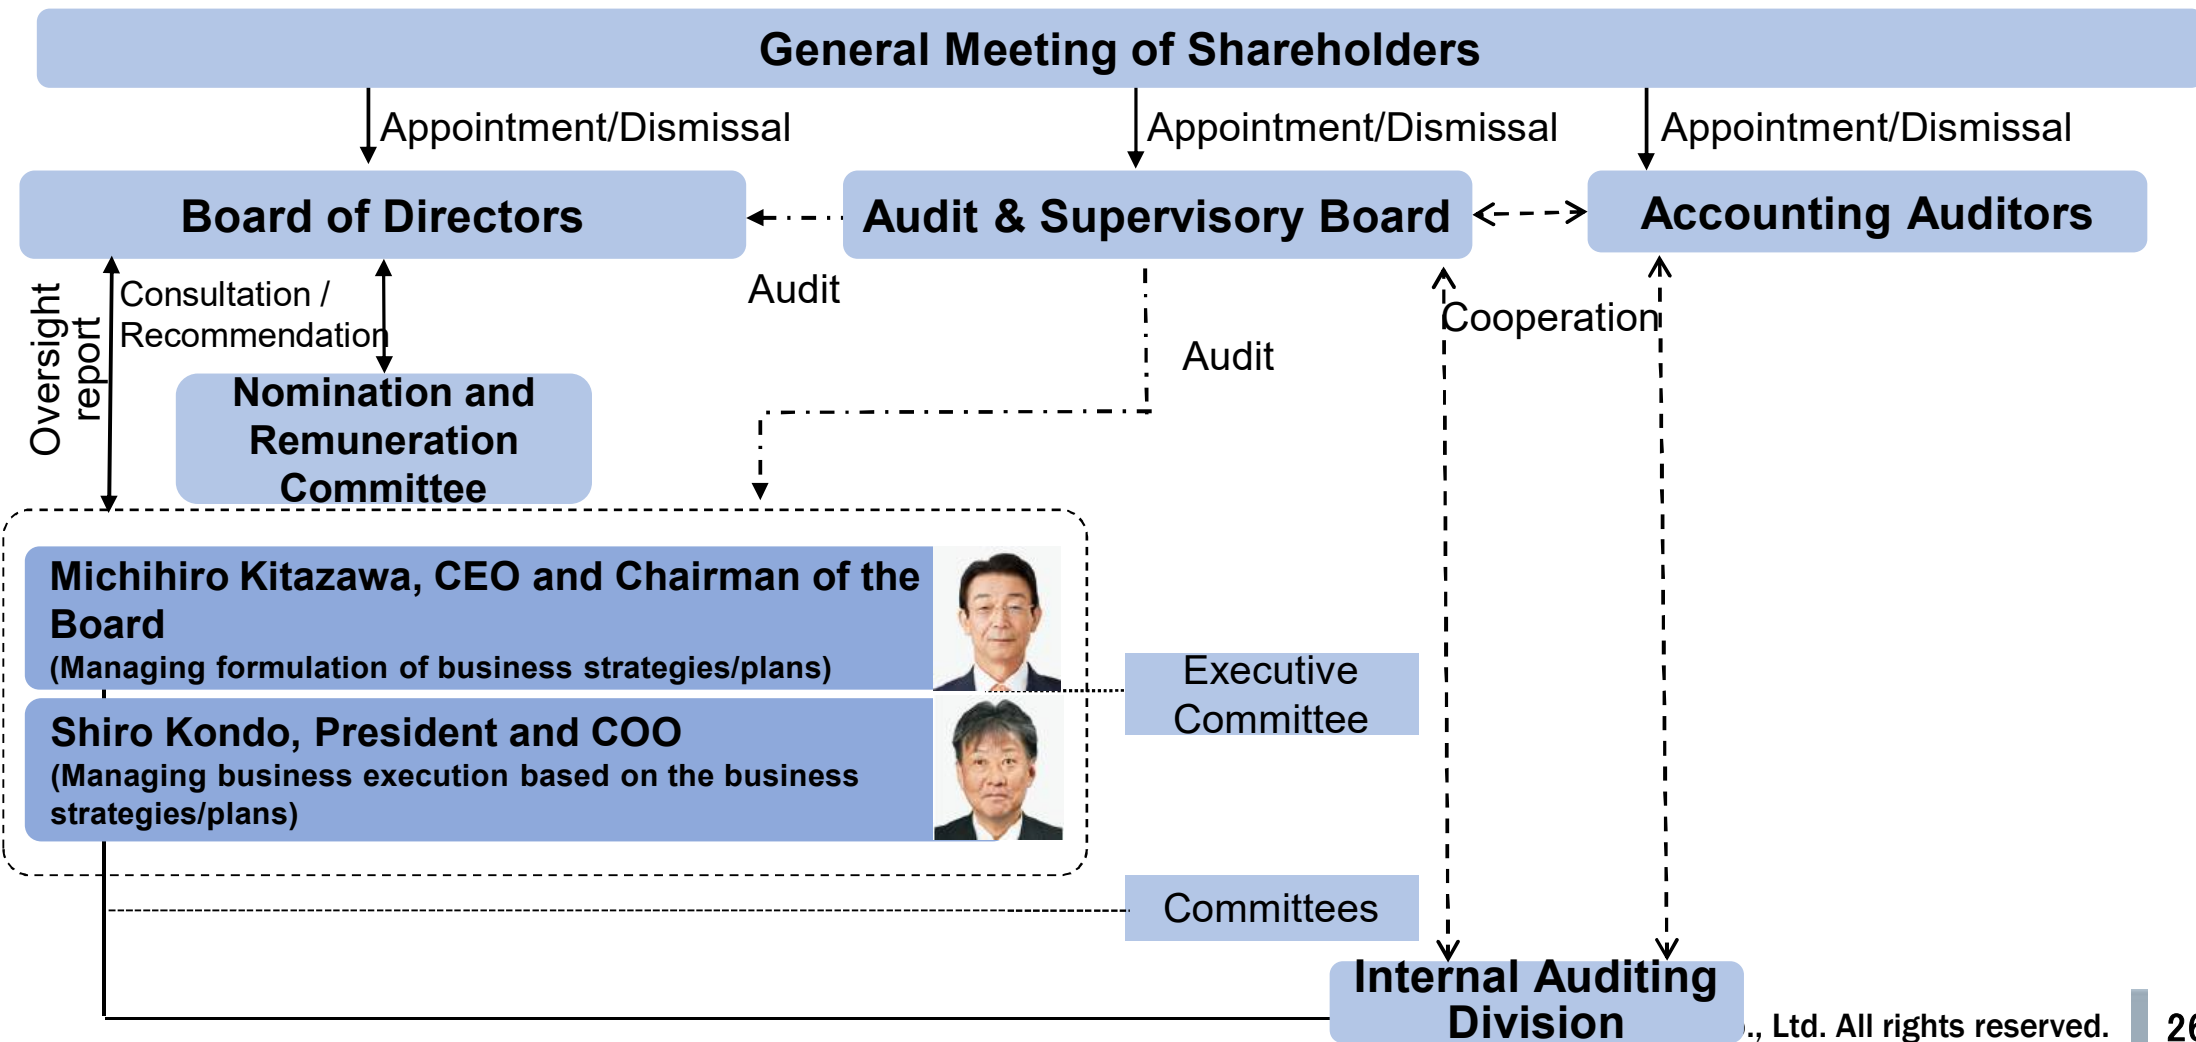 General Meeting of Shareholders
Appointment/Dismissal
Appointment/Dismissal
Appointment/Dismissal
Board of Directors
Audit & Supervisory Board
Accounting Auditors
Oversight
report
Consultation /
Recommendation
Audit
Audit
Cooperation
Nomination and
Remuneration
Committee
Michihiro Kitazawa, CEO and Chairman of the
Board
(Managing formulation of business strategies/plans)
Shiro Kondo, President and COO
(Managing business execution based on the business
strategies/plans)
Executive
Committee
Committees
Internal Auditing
Division
., Ltd. All rights reserved.
26